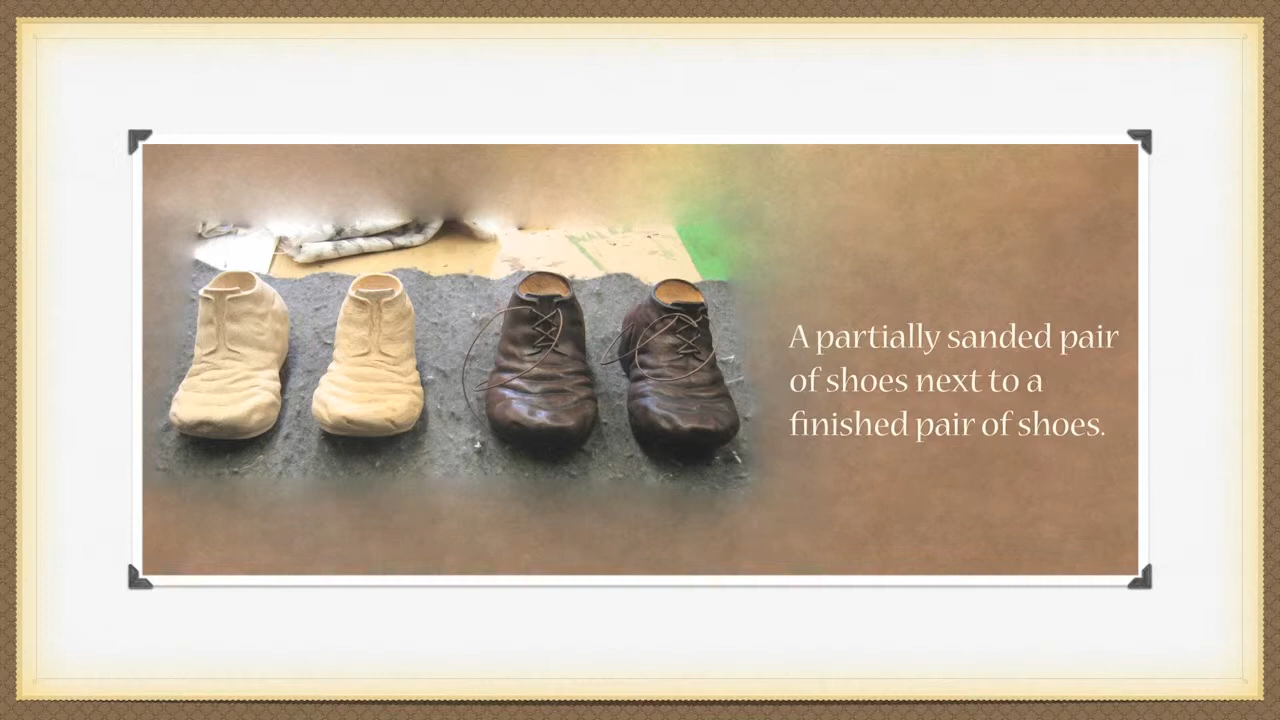 A partially sanded pair
of shoes next to a
finished pair of shoes.